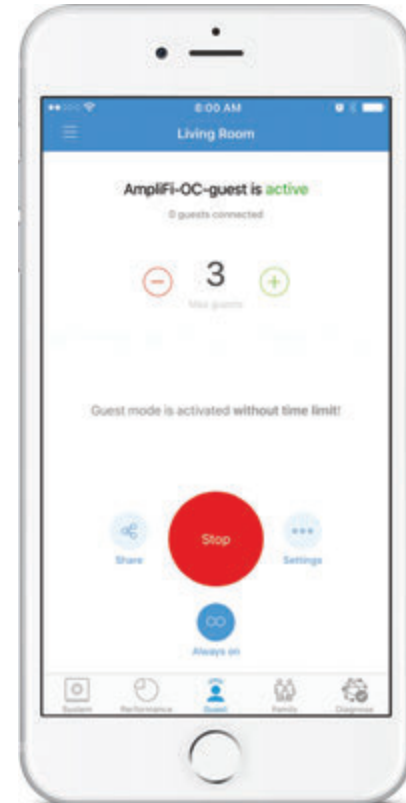 8:00 AM
Living Room
AmpliFi-OC-guest is active
0 guests connected
3
Max guests
Guest mode is activated without time limit!
Share
Stop
Settings
Always on
System Performance Guest Family Diagnose